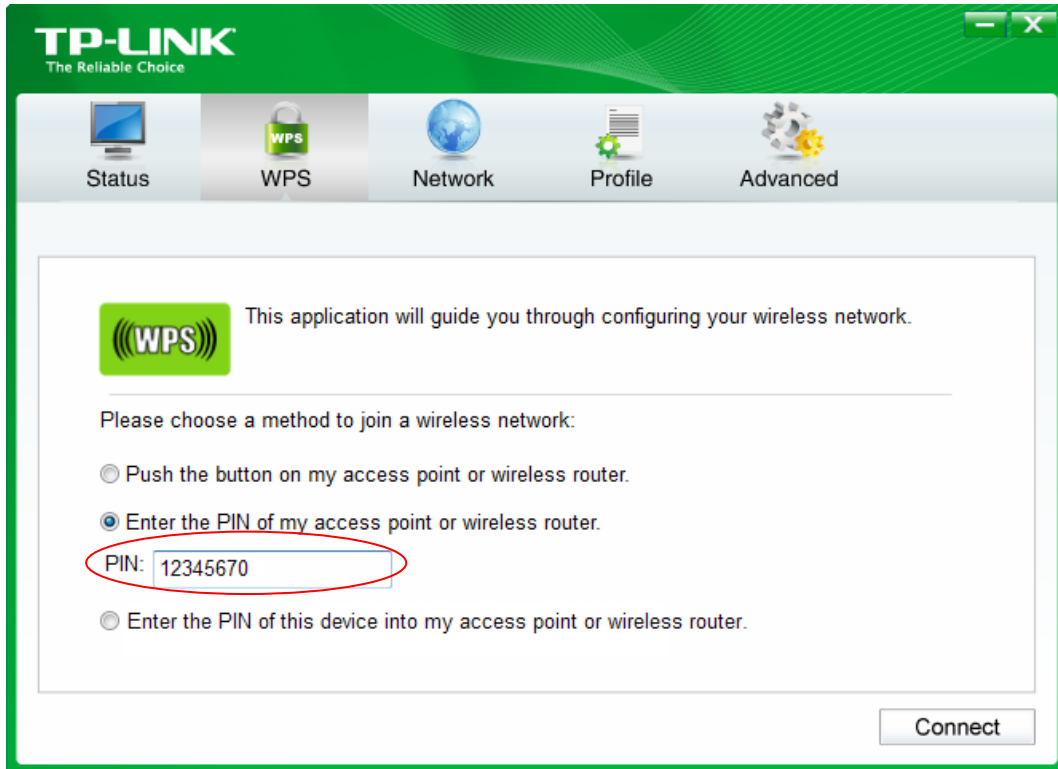 TP-LINK
The Reliable Choice
WPS
Status
WPS
Network
Profile
Advanced
(((WPS)))
This application will guide you through configuring your wireless network.
Please choose a method to join a wireless network:
Push the button on my access point or wireless router.
Enter the PIN of my access point or wireless router.
PIN: 12345670
Enter the PIN of this device into my access point or wireless router.
Connect